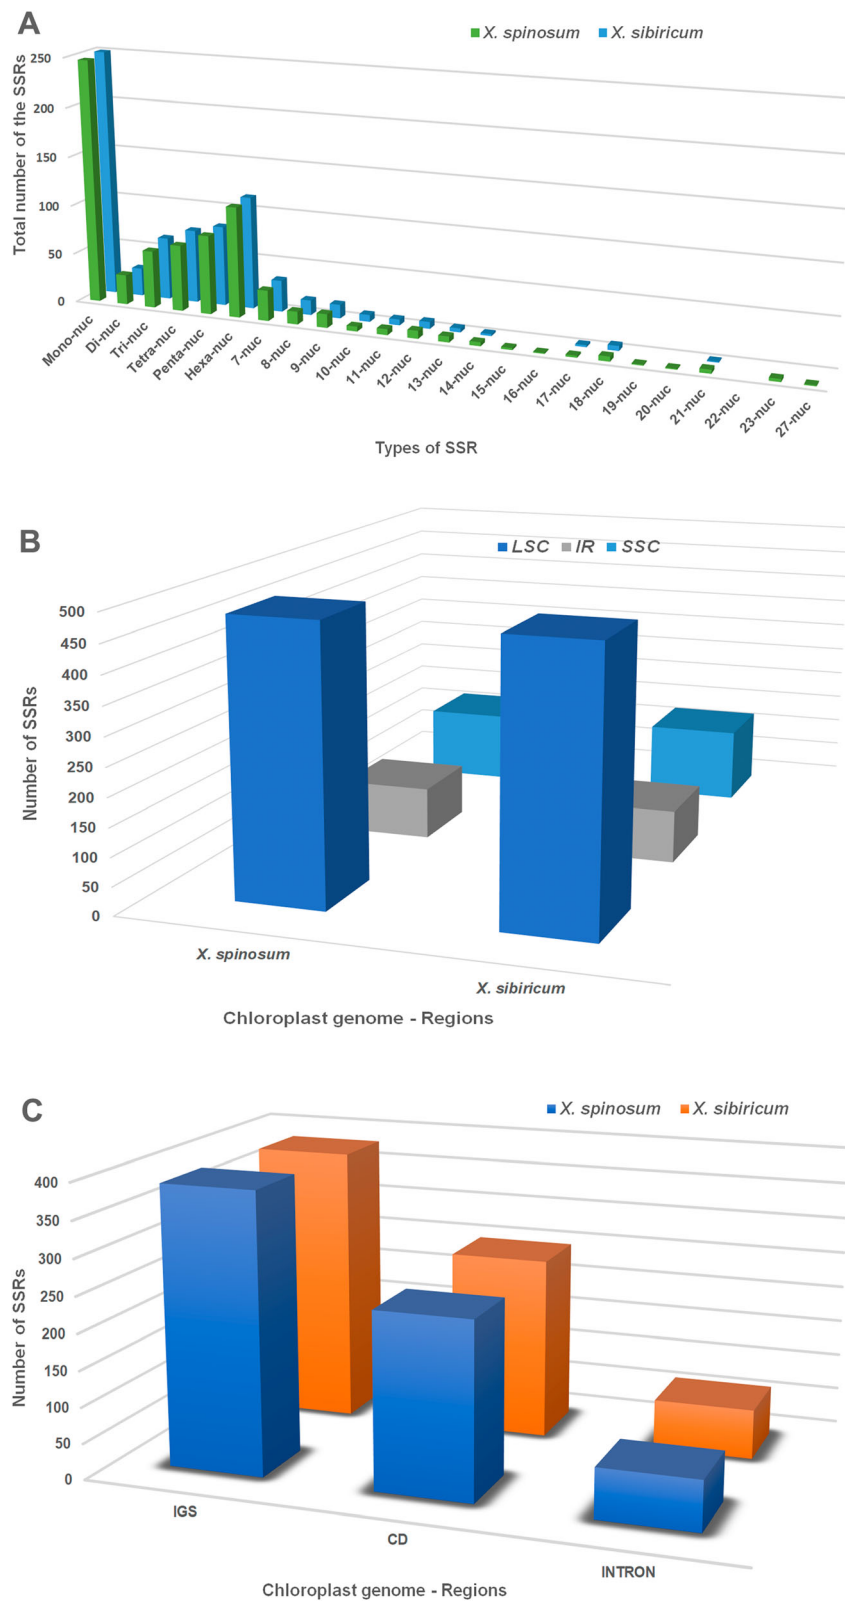 A
X. spinosum X. sibiricum
Total number of the SSRs
250
200
150
100
50
0
Mono-nuc
Di-nuc
Tri-nuc
Tetra-nuc
Penta-nuc
Hexa-nuc
7-nuc
8-nuc
9-nuc
10-nuc
11-nuc
12-nuc
13-nuc
14-nuc
15-nuc
16-nuc
17-nuc
18-nuc
19-nuc
20-nuc
21-nuc
22-nuc
23-nuc
27-nuc
Types of SSR
B
LSC IR SSC
Number of SSRs
500
450
400
350
300
250
200
150
100
50
0
X. spinosum
X. sibiricum
Chloroplast genome - Regions
C
X. spinosum X. sibiricum
Number of SSRs
400
350
300
250
200
150
100
50
0
IGS
CD
INTRON
Chloroplast genome - Regions